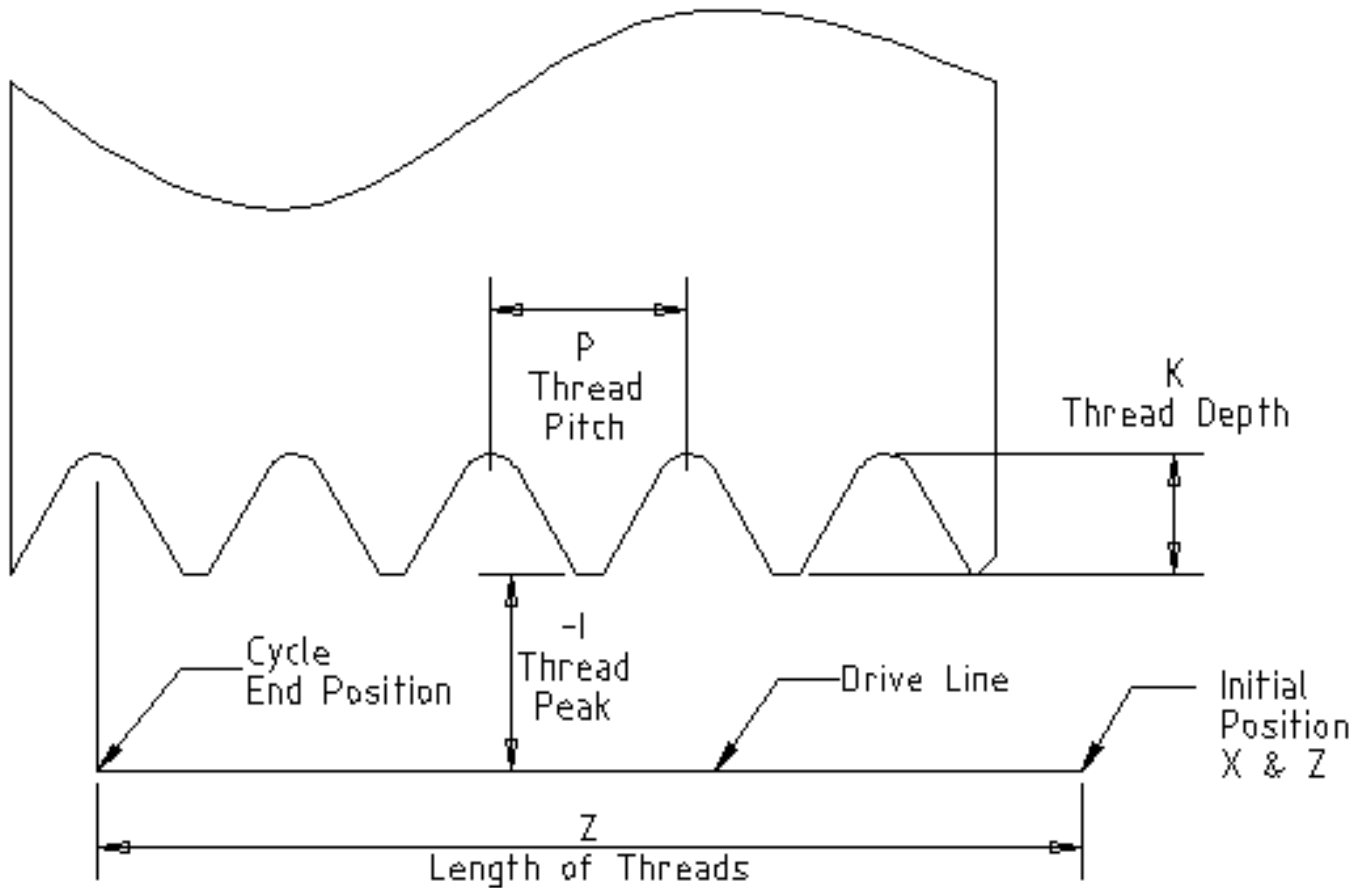 P
Thread
Pitch
K
Thread Depth
-I
Thread
Peak
Cycle
End Position
Drive Line
Initial
Position
X & Z
Z
Length of Threads